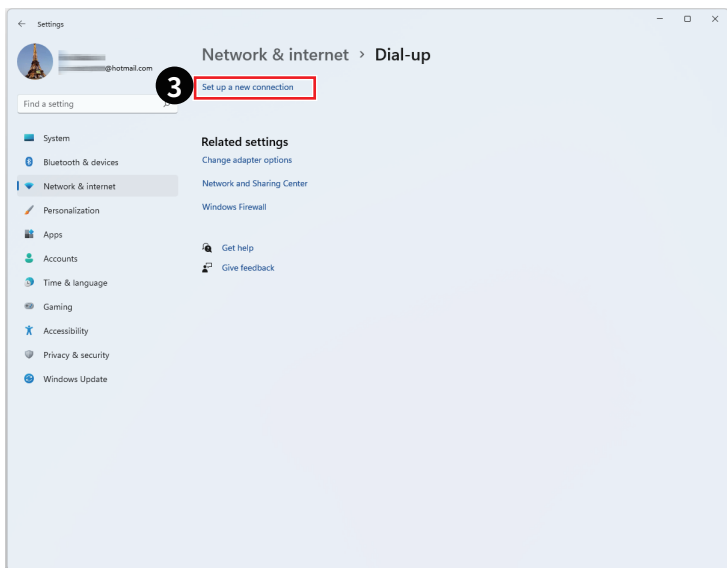 Settings
@hotmail.com
Find a setting
System
Bluetooth & devices
Network & internet
Personalization
Apps
Accounts
Time & language
Gaming
Accessibility
Privacy & security
Windows Update
Network & internet › Dial-up
3
Set up a new connection
Related settings
Change adapter options
Network and Sharing Center
Windows Firewall
Get help
Give feedback